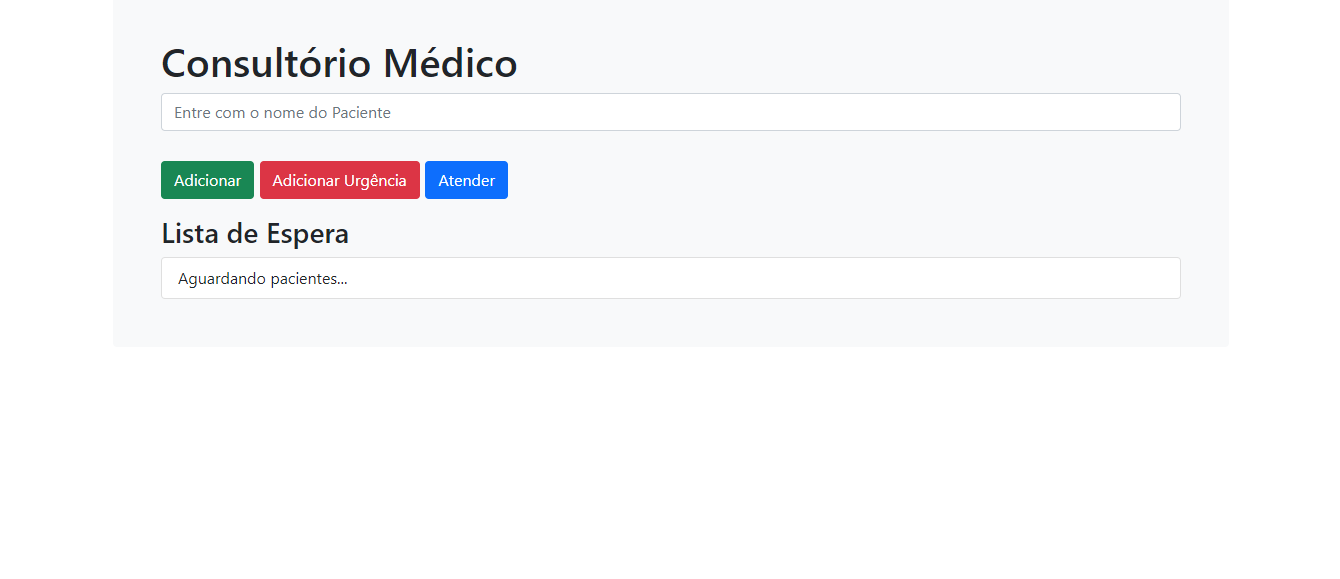 Consultório Médico
Entre com o nome do Paciente
Adicionar Adicionar Urgência Atender
Lista de Espera
Aguardando pacientes...